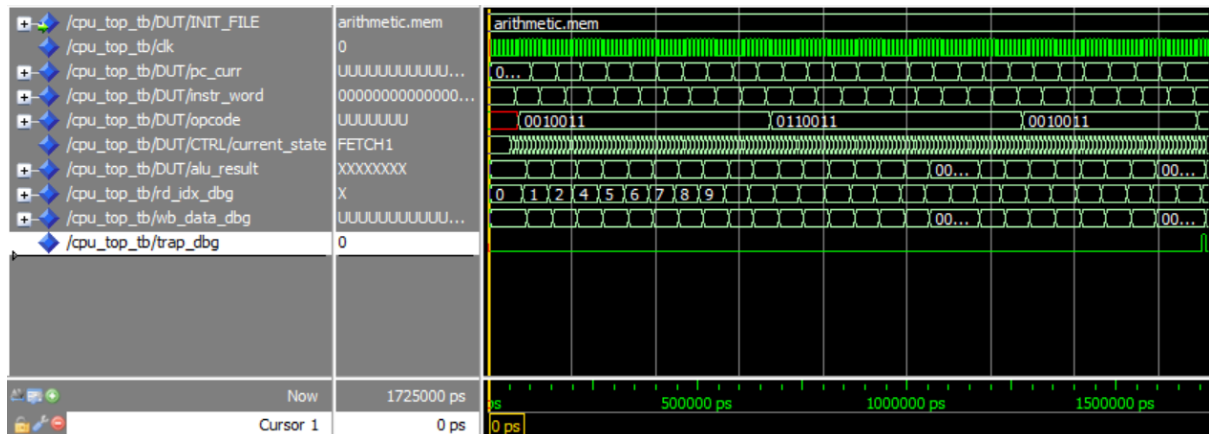 /cpu_top_tb/DUT/INIT_FILE arithmetic.mem arithmetic.mem
/cpu_top_tb/clk 0
/cpu_top_tb/DUT/pc_curr UUUUUUUUUUU... 0...
/cpu_top_tb/DUT/instr_word 00000000000000...
/cpu_top_tb/DUT/opcode UUUUUUU 0010011 0110011 0010011
/cpu_top_tb/DUT/CTRL/current_state FETCH1
/cpu_top_tb/DUT/alu_result XXXXXXXX 00... 00...
/cpu_top_tb/rd_idx_dbg X 0 1 2 4 5 6 7 8 9
/cpu_top_tb/wb_data_dbg UUUUUUUUUUU... 00... 00...
/cpu_top_tb/trap_dbg 0
Now 1725000 ps ps 500000 ps 1000000 ps 1500000 ps
Cursor 1 0 ps 0 ps